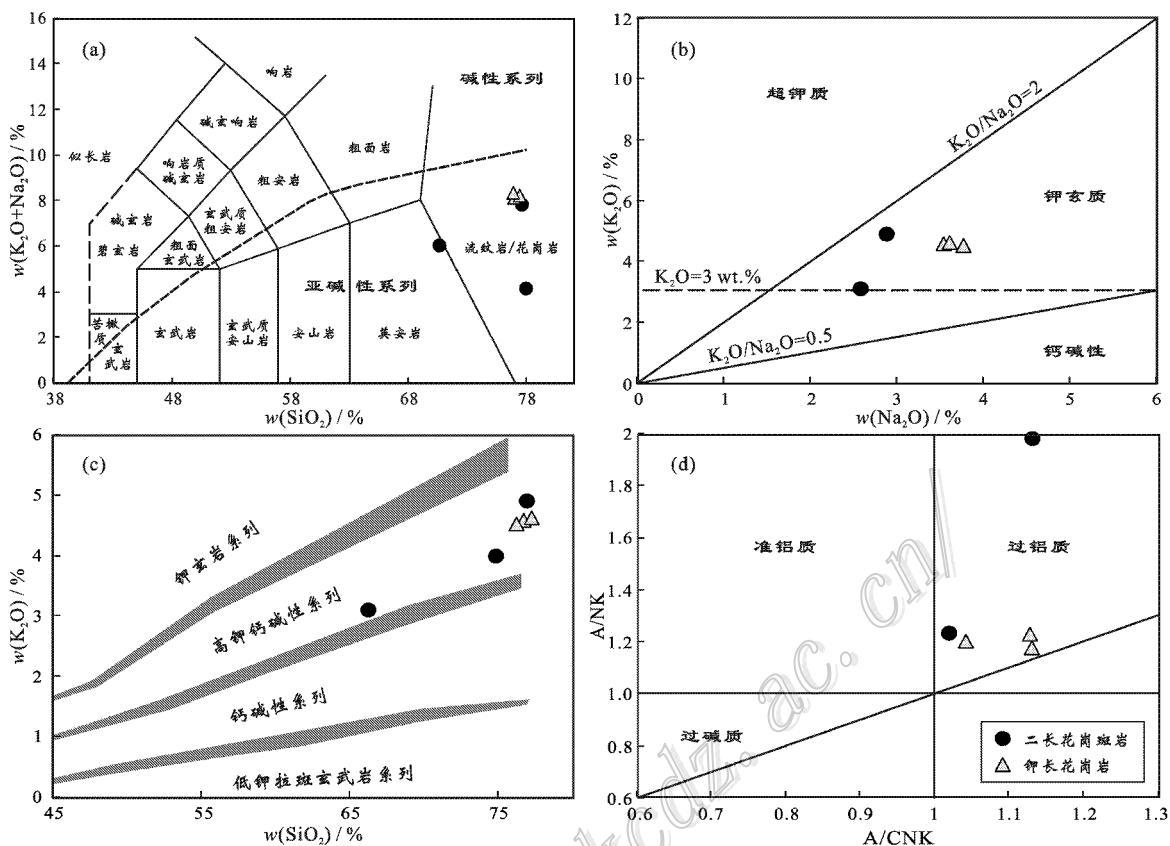 (a)
w(K₂O+Na₂O) / %
16
14
12
10
8
6
4
2
0
38
48
58
68
78
w(SiO₂) / %
响岩
碱性系列
碱玄响岩
粗面岩
似长岩
响岩质
碱玄岩
粗安岩
碱玄岩
碧玄岩
玄武质
粗安岩
粗面
玄武岩
流纹岩/花岗岩
亚碱性系列
苦橄
质
玄
武岩
玄武岩
玄武质
安山岩
安山岩
英安岩
(b)
w(K₂O) / %
12
10
8
6
4
2
0
0
1
2
3
4
5
6
w(Na₂O) / %
超钾质
K₂O/Na₂O=2
钾玄质
K₂O=3 wt.%
K₂O/Na₂O=0.5
钙碱性
(c)
w(K₂O) / %
6
5
4
3
2
1
0
45
55
65
75
w(SiO₂) / %
钾玄岩系列
高钾钙碱性系列
钙碱性系列
低钾拉斑玄武岩系列
(d)
A/NK
2
1.8
1.6
1.4
1.2
1.0
0.8
0.6
0.6
0.7
0.8
0.9
1
1.1
1.2
1.3
A/CNK
准铝质
过铝质
过碱质
二长花岗斑岩
钾长花岗岩
kcdz.ac.cn/